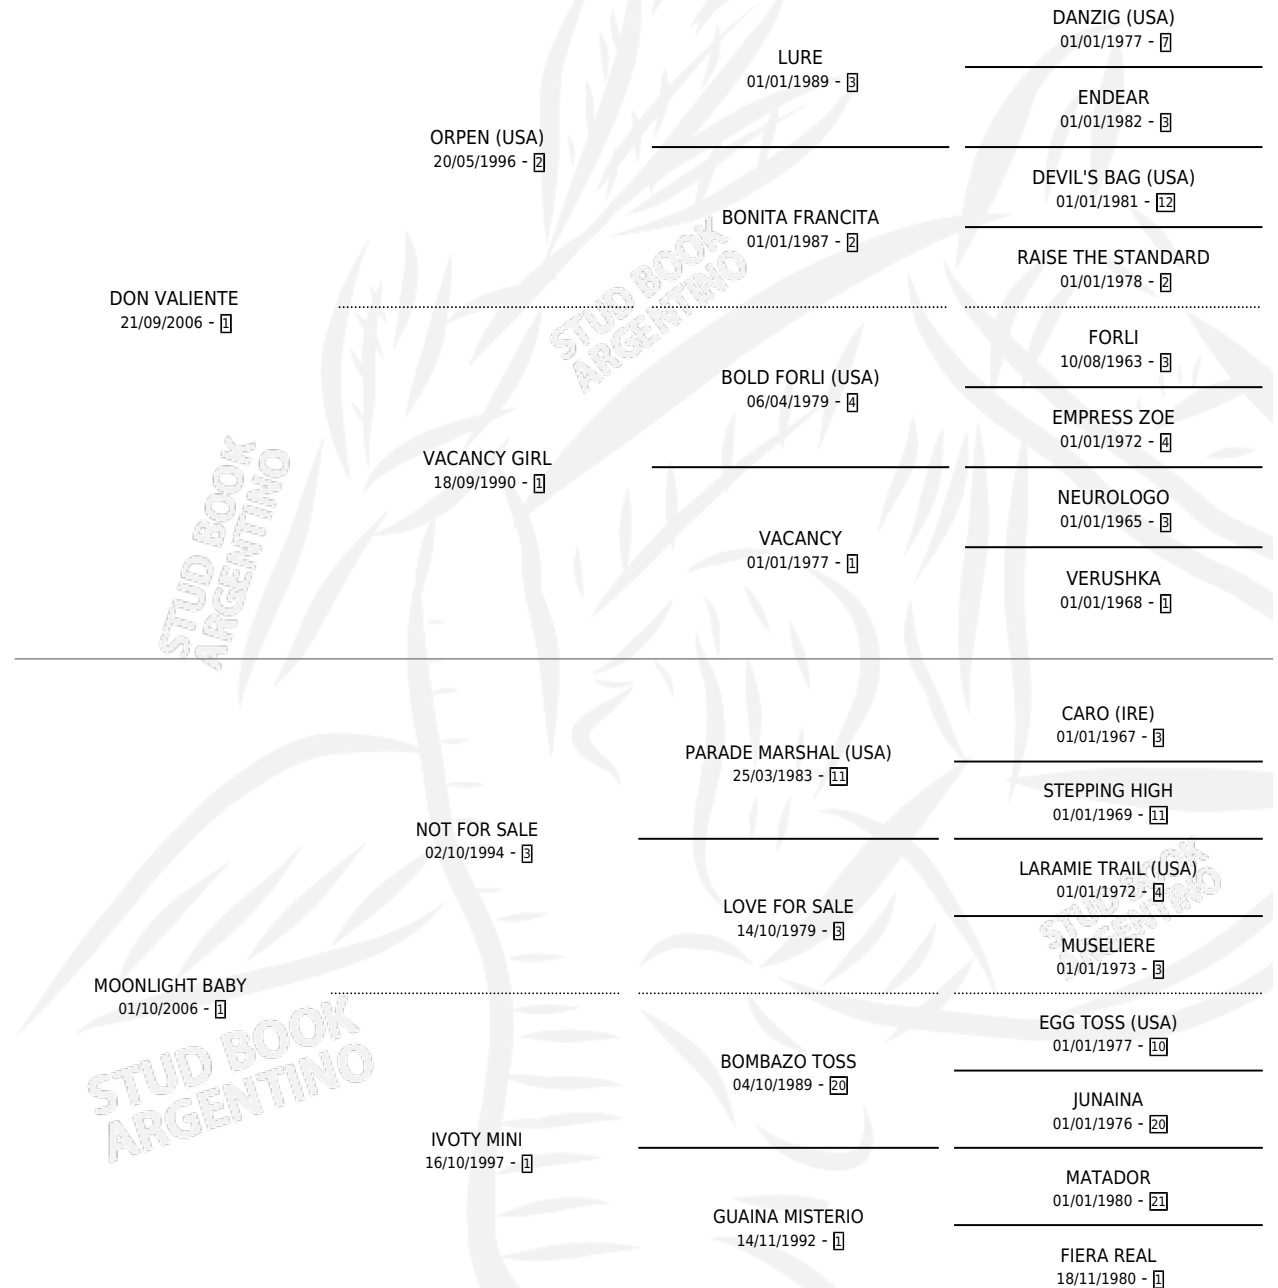 DANZIG (USA)
01/01/1977 - 7
LURE
01/01/1989 - 3
ENDEAR
01/01/1982 - 3
ORPEN (USA)
20/05/1996 - 2
DEVIL'S BAG (USA)
01/01/1981 - 12
BONITA FRANCITA
01/01/1987 - 2
RAISE THE STANDARD
01/01/1978 - 2
DON VALIENTE
21/09/2006 - 1
STUD BOOK
ARGENTINO
FORLI
10/08/1963 - 3
BOLD FORLI (USA)
06/04/1979 - 4
EMPRESS ZOE
01/01/1972 - 4
VACANCY GIRL
18/09/1990 - 1
NEUROLOGO
01/01/1965 - 3
VACANCY
01/01/1977 - 1
VERUSHKA
01/01/1968 - 1
STUD BOOK
ARGENTINO
CARO (IRE)
01/01/1967 - 3
PARADE MARSHAL (USA)
25/03/1983 - 11
STEPPING HIGH
01/01/1969 - 11
NOT FOR SALE
02/10/1994 - 3
LARAMIE TRAIL (USA)
01/01/1972 - 4
LOVE FOR SALE
14/10/1979 - 3
STUD BOOK
ARGENTINO
MUSELIERE
01/01/1973 - 3
MOONLIGHT BABY
01/10/2006 - 1
STUD BOOK
ARGENTINO
EGG TOSS (USA)
01/01/1977 - 10
BOMBAZO TOSS
04/10/1989 - 20
JUNAINA
01/01/1976 - 20
IVOTY MINI
16/10/1997 - 1
MATADOR
01/01/1980 - 21
GUAINA MISTERIO
14/11/1992 - 1
FIERA REAL
18/11/1980 - 1